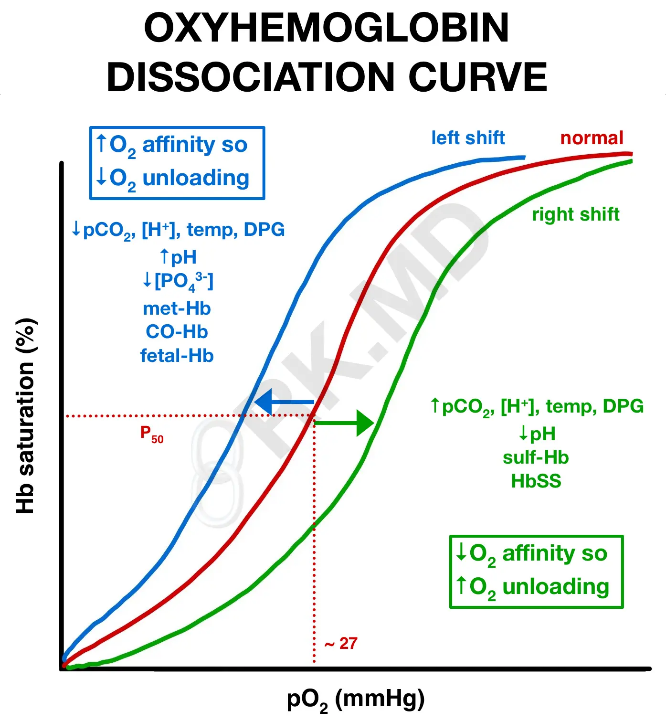 OXYHEMOGLOBIN
DISSOCIATION CURVE
↑O₂ affinity so
↓O₂ unloading
left shift
normal
right shift
↓pCO₂, [H⁺], temp, DPG
↑pH
↓[PO₄³⁻]
met-Hb
CO-Hb
fetal-Hb
PK.MD
P₅₀
↑pCO₂, [H⁺], temp, DPG
↓pH
sulf-Hb
HbSS
↓O₂ affinity so
↑O₂ unloading
~ 27
Hb saturation (%)
pO₂ (mmHg)